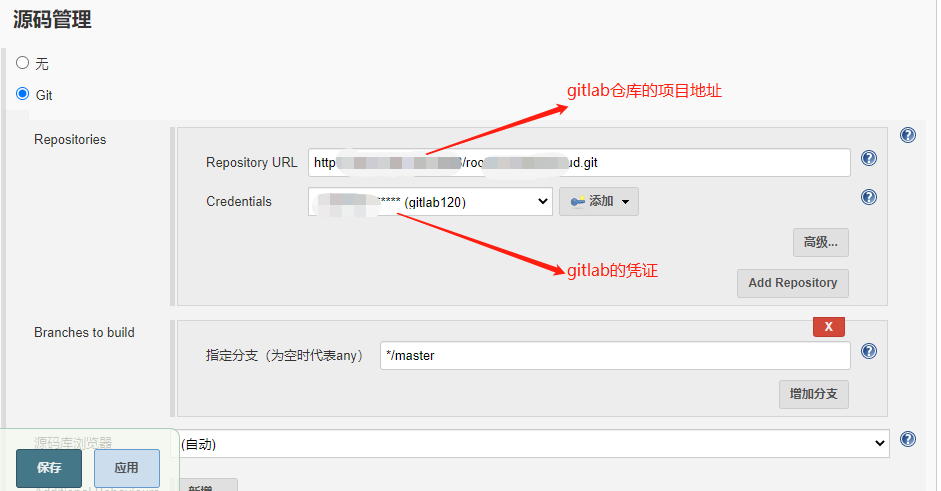 源码管理
无
Git
gitlab仓库的项目地址
Repositories
Repository URL http /roo ud.git
Credentials ***** (gitlab120) 添加
高级...
gitlab的凭证
Add Repository
Branches to build
X
指定分支（为空时代表any） */master
增加分支
源码库浏览器 (自动)
保存 应用
Additional Behaviours 新增